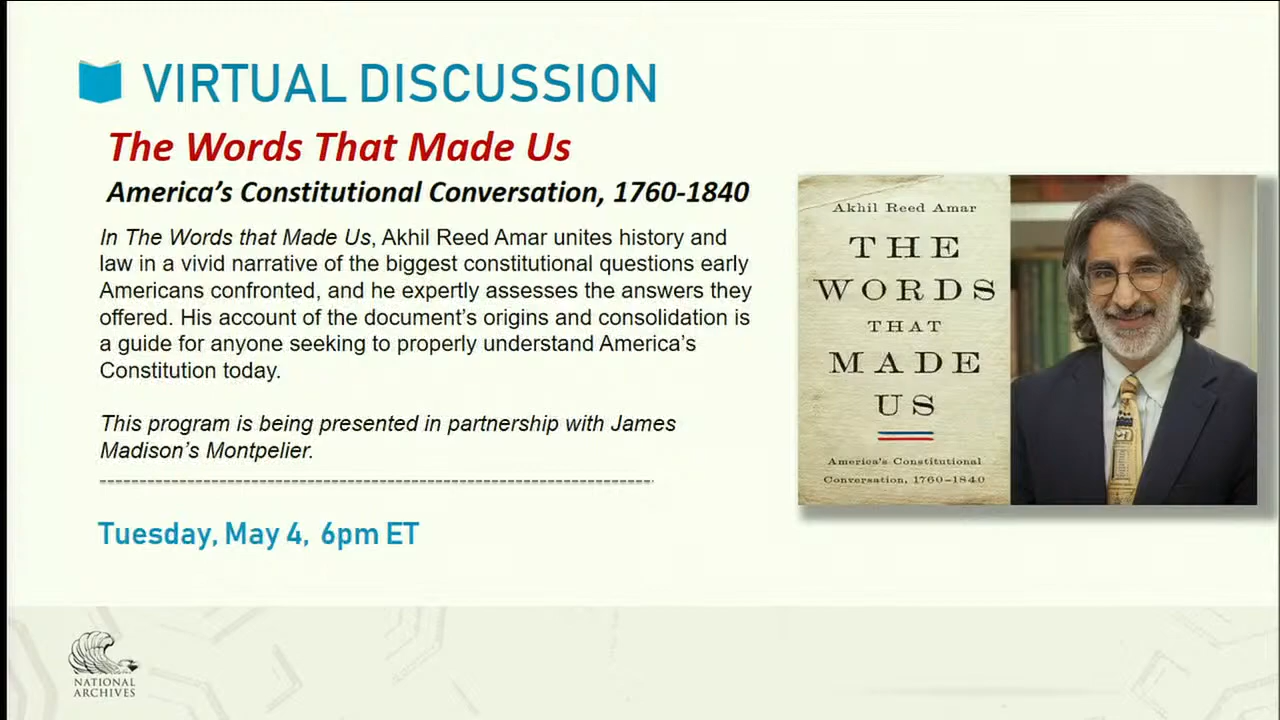 VIRTUAL DISCUSSION
The Words That Made Us
America's Constitutional Conversation, 1760-1840
In The Words that Made Us, Akhil Reed Amar unites history and
law in a vivid narrative of the biggest constitutional questions early
Americans confronted, and he expertly assesses the answers they
offered. His account of the document's origins and consolidation is
a guide for anyone seeking to properly understand America's
Constitution today.
This program is being presented in partnership with James
Madison's Montpelier.
Tuesday, May 4, 6pm ET
Akhil Reed Amar
THE
WORDS
THAT
MADE
US
America's Constitutional
Conversation, 1760–1840
NATIONAL
ARCHIVES